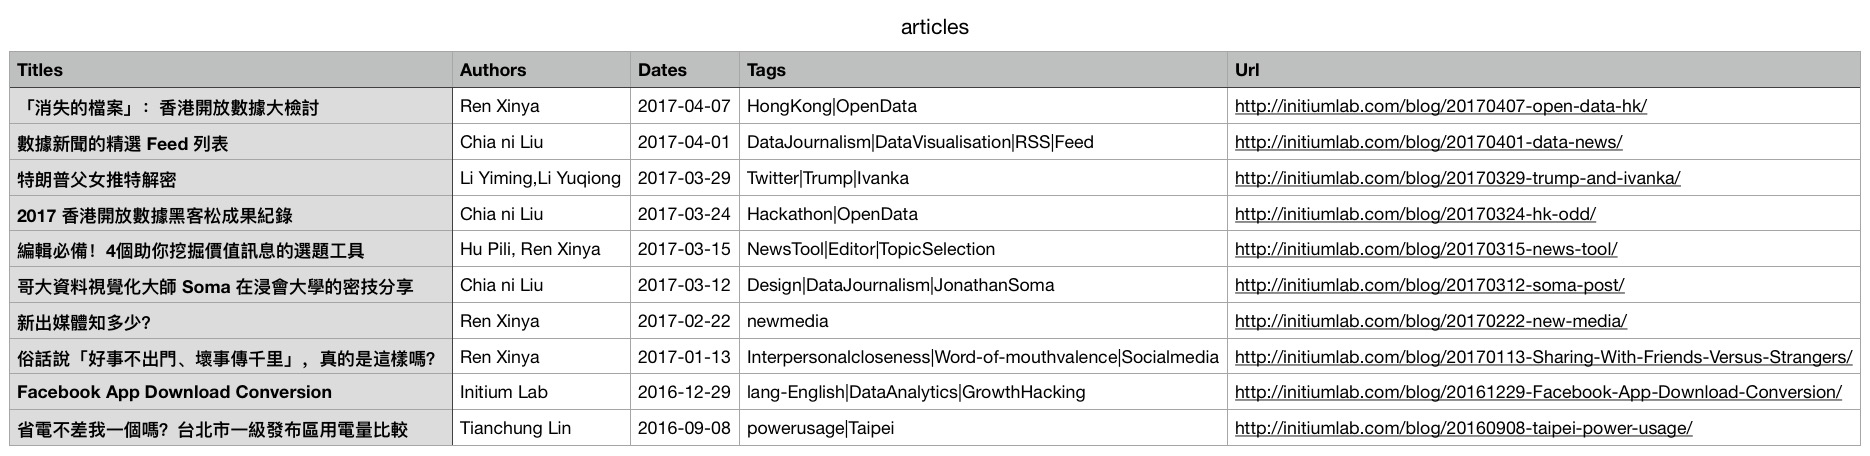 articles
Titles Authors Dates Tags Url
「消失的檔案」：香港開放數據大檢討 Ren Xinya 2017-04-07 HongKong|OpenData http://initiumlab.com/blog/20170407-open-data-hk/
數據新聞的精選 Feed 列表 Chia ni Liu 2017-04-01 DataJournalism|DataVisualisation|RSS|Feed http://initiumlab.com/blog/20170401-data-news/
特朗普父女推特解密 Li Yiming,Li Yuqiong 2017-03-29 Twitter|Trump|Ivanka http://initiumlab.com/blog/20170329-trump-and-ivanka/
2017 香港開放數據黑客松成果紀錄 Chia ni Liu 2017-03-24 Hackathon|OpenData http://initiumlab.com/blog/20170324-hk-odd/
編輯必備！4個助你挖掘價值訊息的選題工具 Hu Pili, Ren Xinya 2017-03-15 NewsTool|Editor|TopicSelection http://initiumlab.com/blog/20170315-news-tool/
哥大資料視覺化大師 Soma 在浸會大學的密技分享 Chia ni Liu 2017-03-12 Design|DataJournalism|JonathanSoma http://initiumlab.com/blog/20170312-soma-post/
新出媒體知多少？ Ren Xinya 2017-02-22 newmedia http://initiumlab.com/blog/20170222-new-media/
俗話說「好事不出門、壞事傳千里」，真的是這樣嗎？ Ren Xinya 2017-01-13 Interpersonalcloseness|Word-of-mouthvalence|Socialmedia http://initiumlab.com/blog/20170113-Sharing-With-Friends-Versus-Strangers/
Facebook App Download Conversion Initium Lab 2016-12-29 lang-English|DataAnalytics|GrowthHacking http://initiumlab.com/blog/20161229-Facebook-App-Download-Conversion/
省電不差我一個嗎？台北市一級發布區用電量比較 Tianchung Lin 2016-09-08 powerusage|Taipei http://initiumlab.com/blog/20160908-taipei-power-usage/